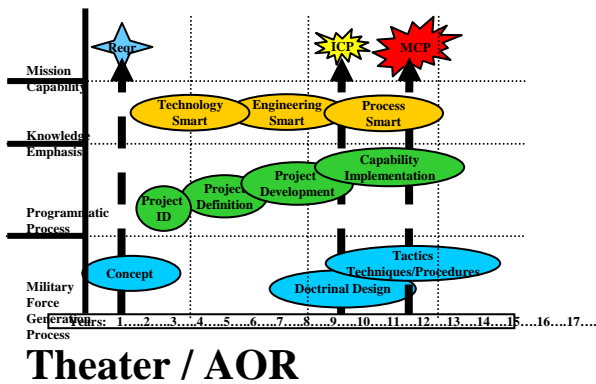 Reqr
ICP
MCP
Mission
Capability
Technology
Smart
Engineering
Smart
Process
Smart
Knowledge
Emphasis
Capability
Implementation
Project
Development
Project
Definition
Project
ID
Programmatic
Process
Tactics
Techniques/Procedures
Concept
Doctrinal Design
Military
Force
Generation
Process
Years: 1.....2....3....4.....5.....6.....7.....8.....9....10....11....12....13....14....15....16....17....
Theater / AOR